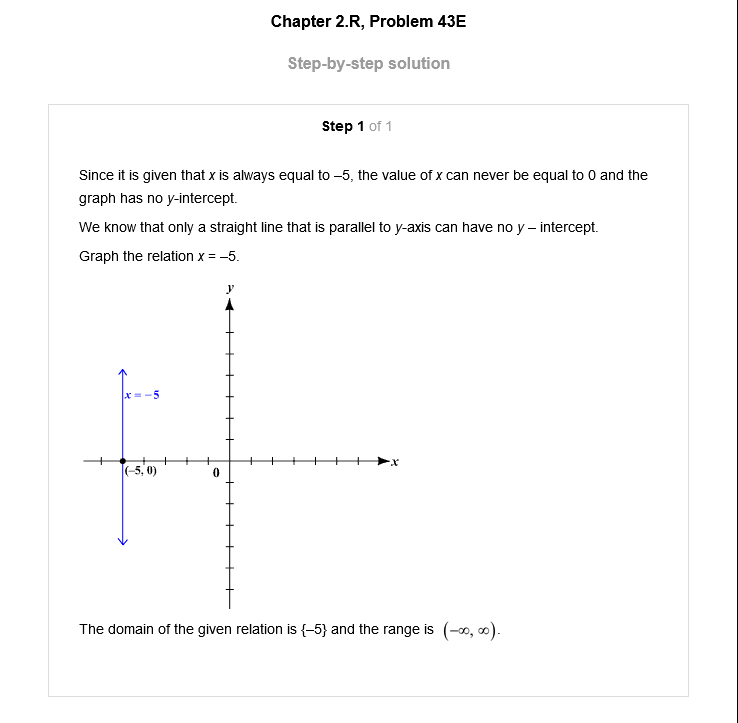 Chapter 2.R, Problem 43E
Step-by-step solution
Step 1 of 1
Since it is given that x is always equal to –5, the value of x can never be equal to 0 and the
graph has no y-intercept.
We know that only a straight line that is parallel to y-axis can have no y – intercept.
Graph the relation x = –5.
y
x = –5
x
(–5, 0)
0
The domain of the given relation is {–5} and the range is (–∞, ∞).